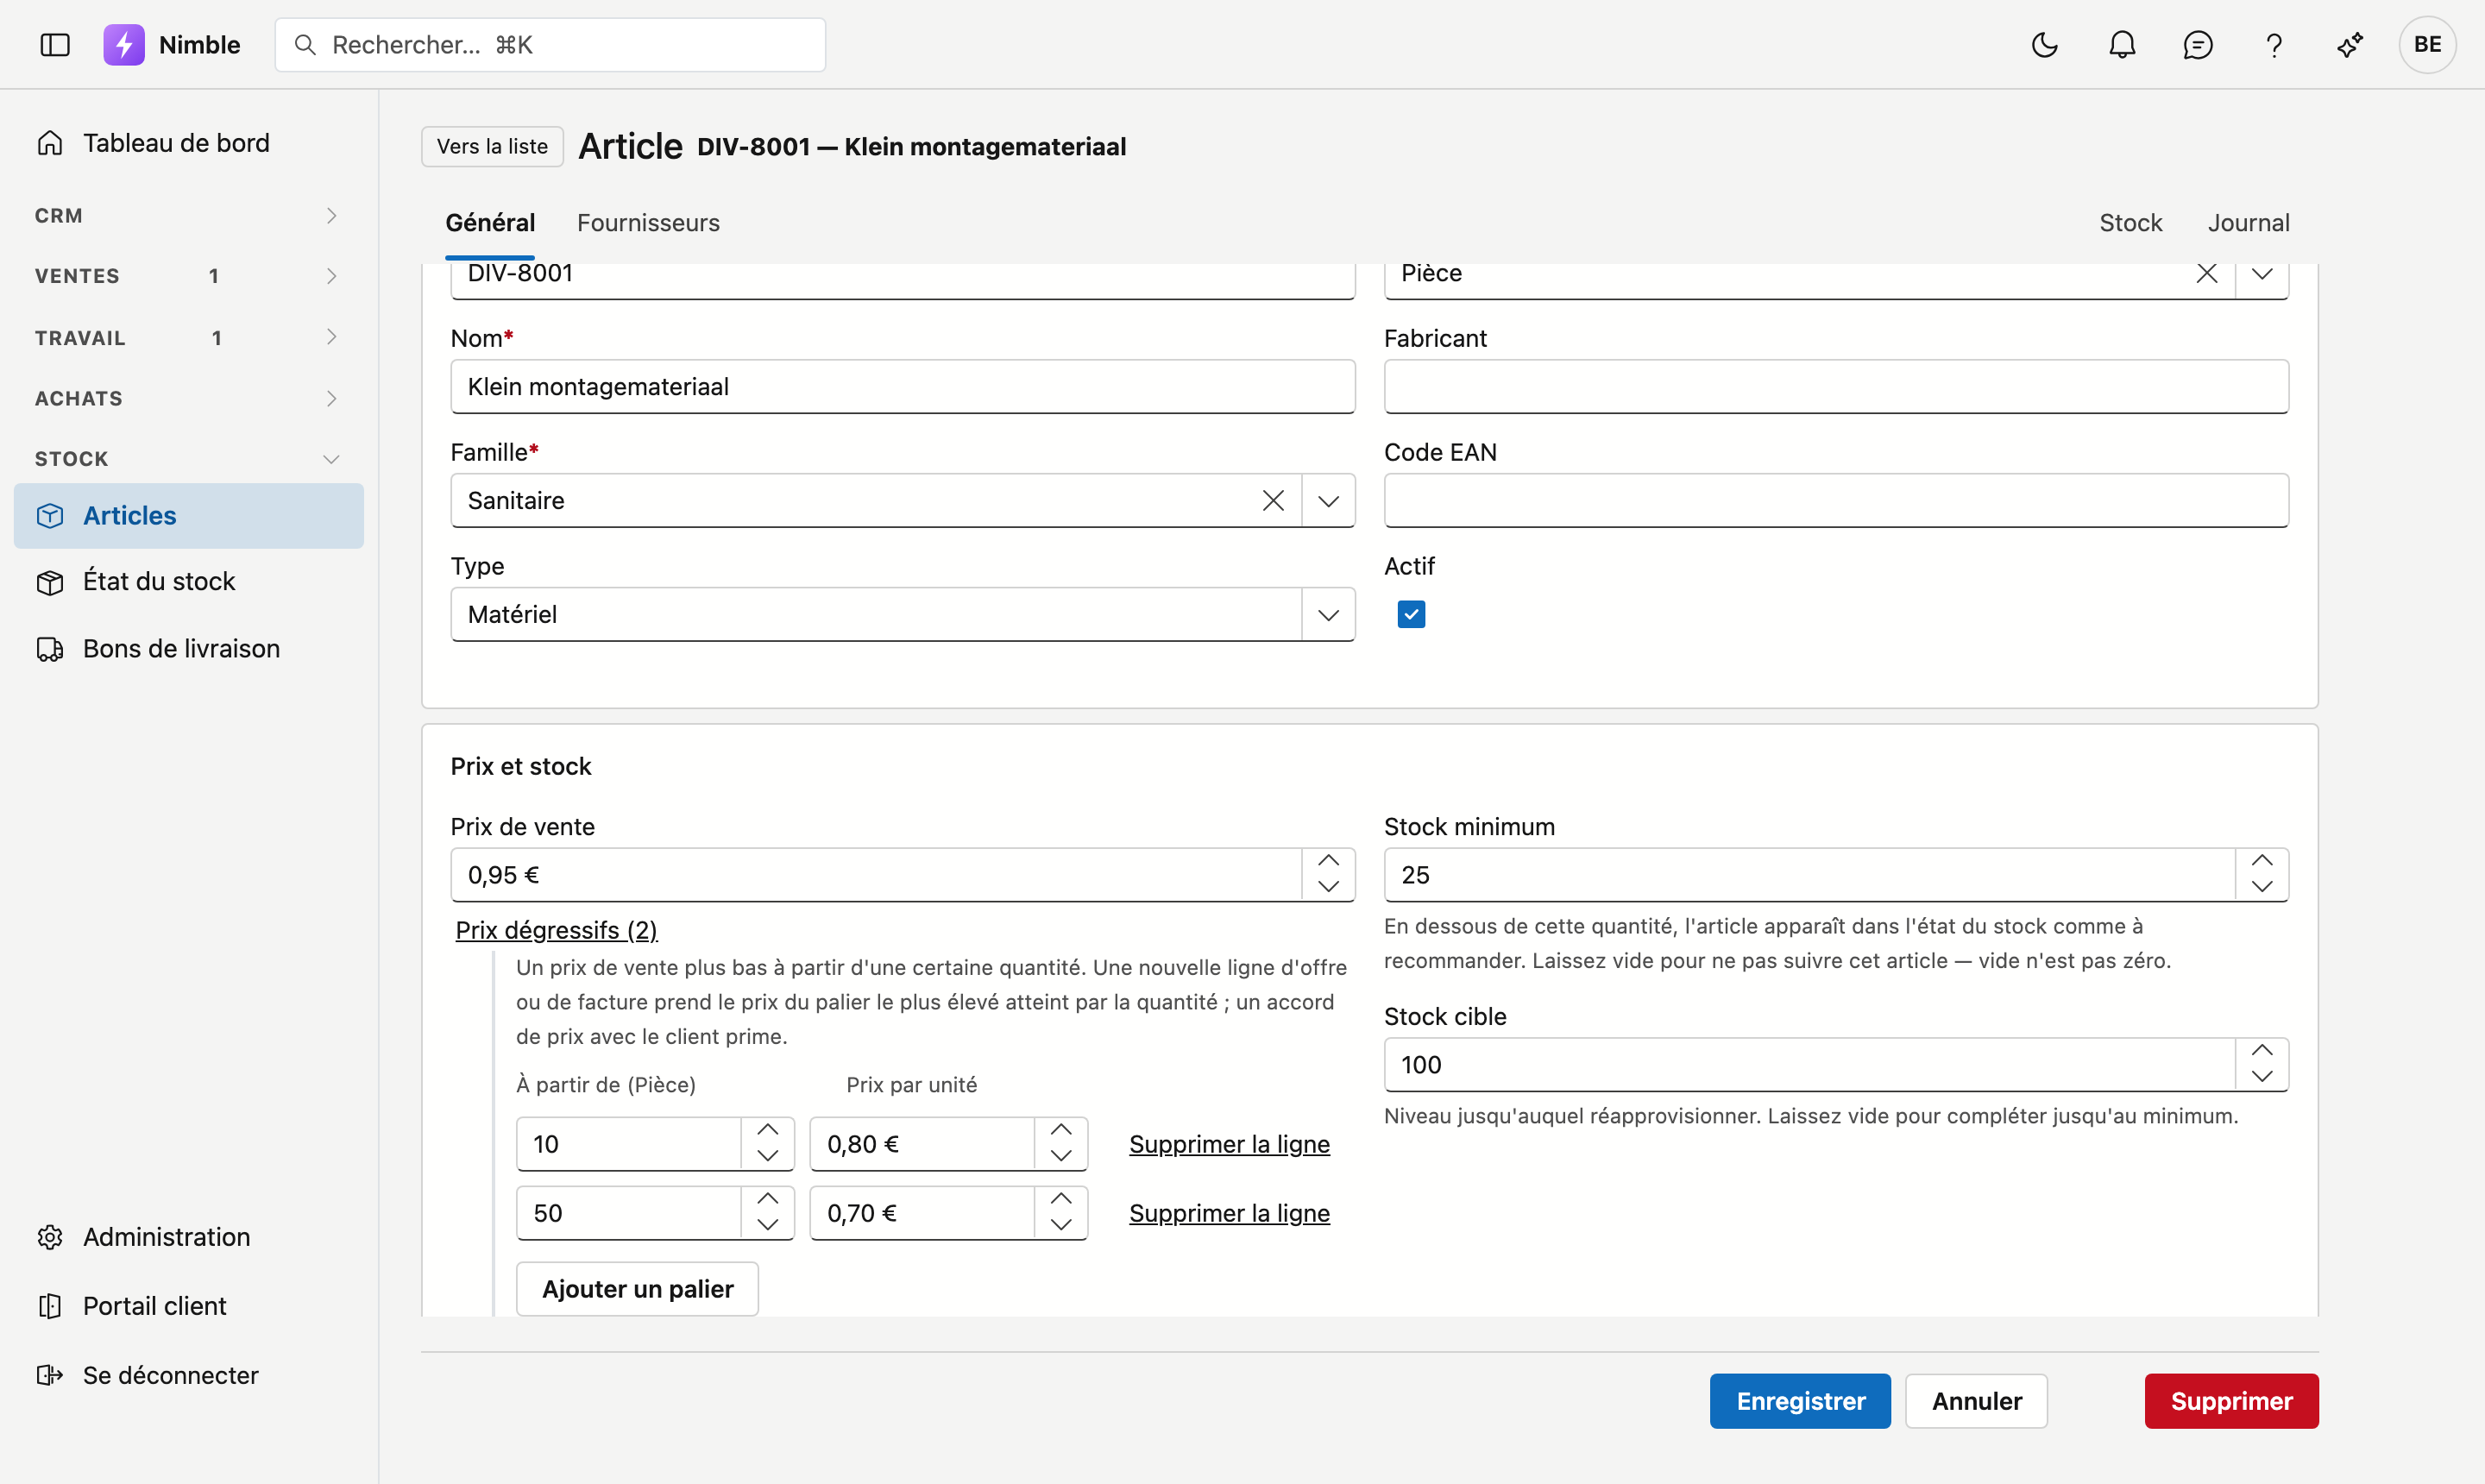 Nimble
Rechercher... ⌘K
BE
Tableau de bord
CRM
VENTES 1
TRAVAIL 1
ACHATS
STOCK
Articles
État du stock
Bons de livraison
Administration
Portail client
Se déconnecter
Vers la liste Article DIV-8001 — Klein montagemateriaal
Général Fournisseurs Stock Journal
DIV-8001 Pièce
Nom* Fabricant
Klein montagemateriaal
Famille* Code EAN
Sanitaire
Type Actif
Matériel
Prix et stock
Prix de vente
0,95 €
Prix dégressifs (2)
Un prix de vente plus bas à partir d'une certaine quantité. Une nouvelle ligne d'offre
ou de facture prend le prix du palier le plus élevé atteint par la quantité ; un accord
de prix avec le client prime.
À partir de (Pièce) Prix par unité
10 0,80 € Supprimer la ligne
50 0,70 € Supprimer la ligne
Ajouter un palier
Stock minimum
25
En dessous de cette quantité, l'article apparaît dans l'état du stock comme à
recommander. Laissez vide pour ne pas suivre cet article — vide n'est pas zéro.
Stock cible
100
Niveau jusqu'auquel réapprovisionner. Laissez vide pour compléter jusqu'au minimum.
Enregistrer Annuler Supprimer